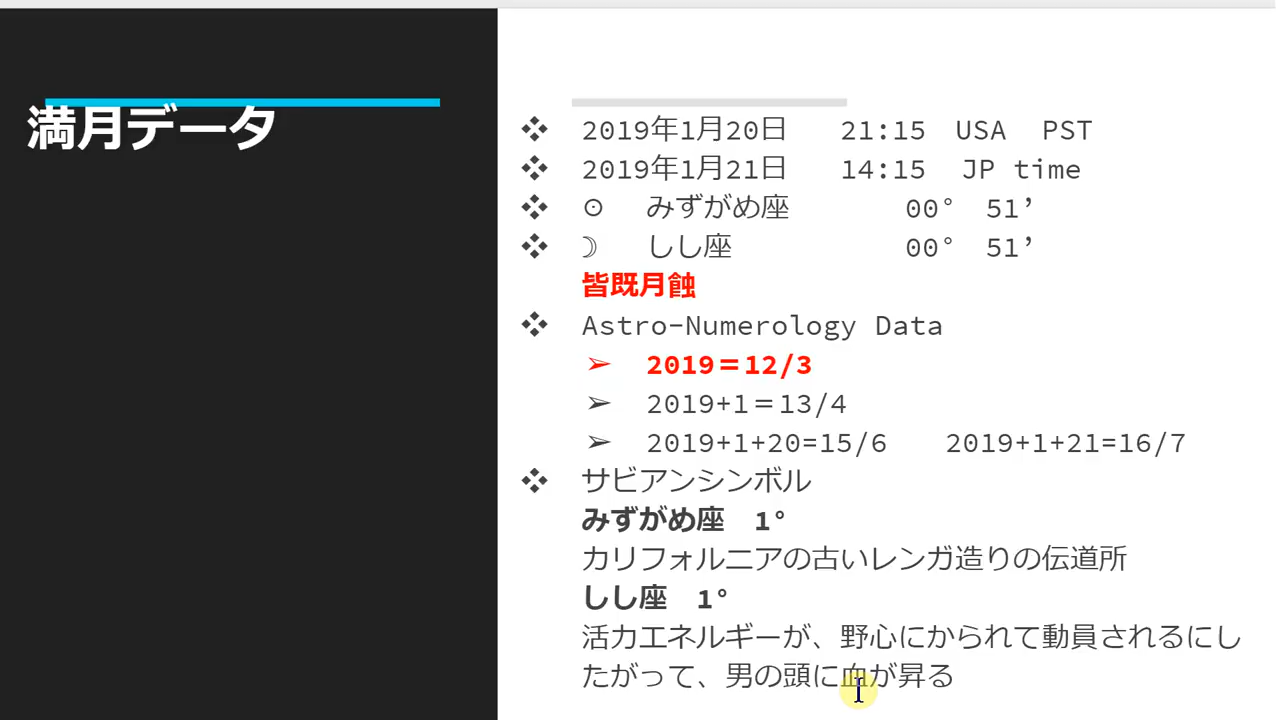 満月データ
❖ 2019年1月20日 21:15 USA PST
❖ 2019年1月21日 14:15 JP time
❖ ☉ みずがめ座 00° 51’
❖ ☽ しし座 00° 51’
皆既月蝕
❖ Astro-Numerology Data
➢ 2019＝12/3
➢ 2019+1＝13/4
➢ 2019+1+20=15/6 2019+1+21=16/7
❖ サビアンシンボル
みずがめ座 1°
カリフォルニアの古いレンガ造りの伝道所
しし座 1°
活力エネルギーが、野心にかられて動員されるにし
たがって、男の頭に血が昇る